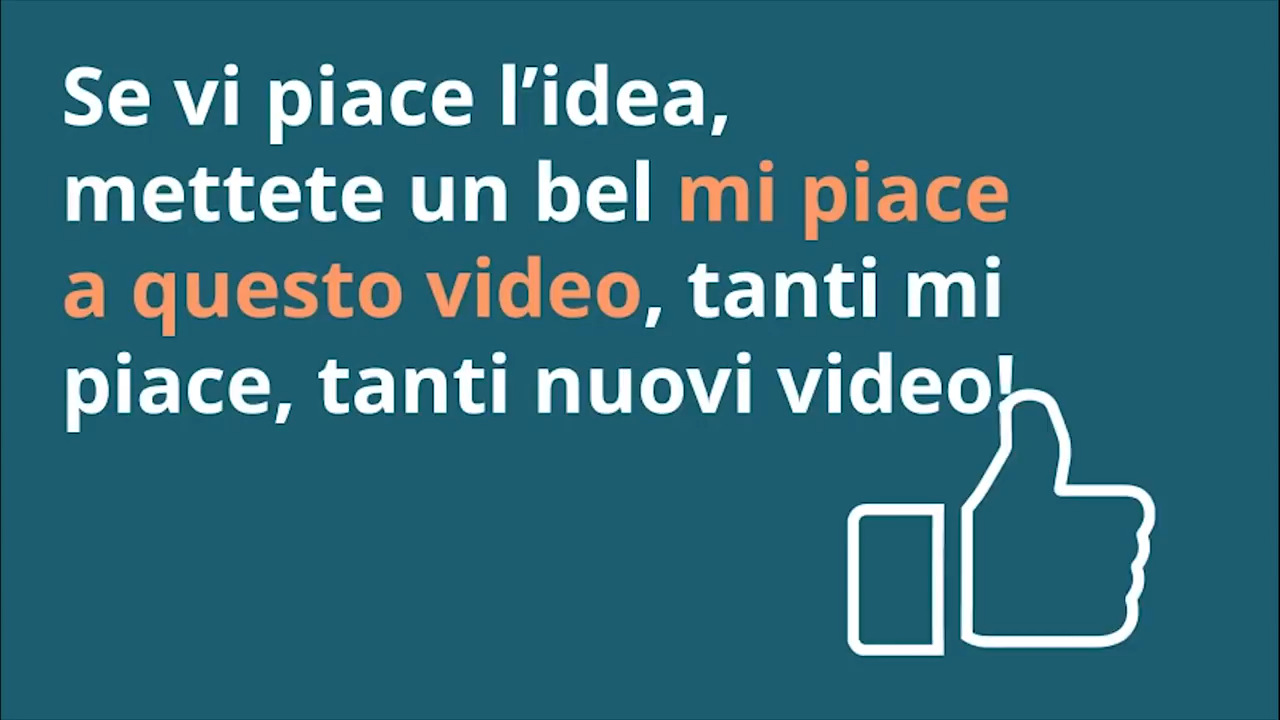 Se vi piace l’idea,
mettete un bel mi piace
a questo video, tanti mi
piace, tanti nuovi video!